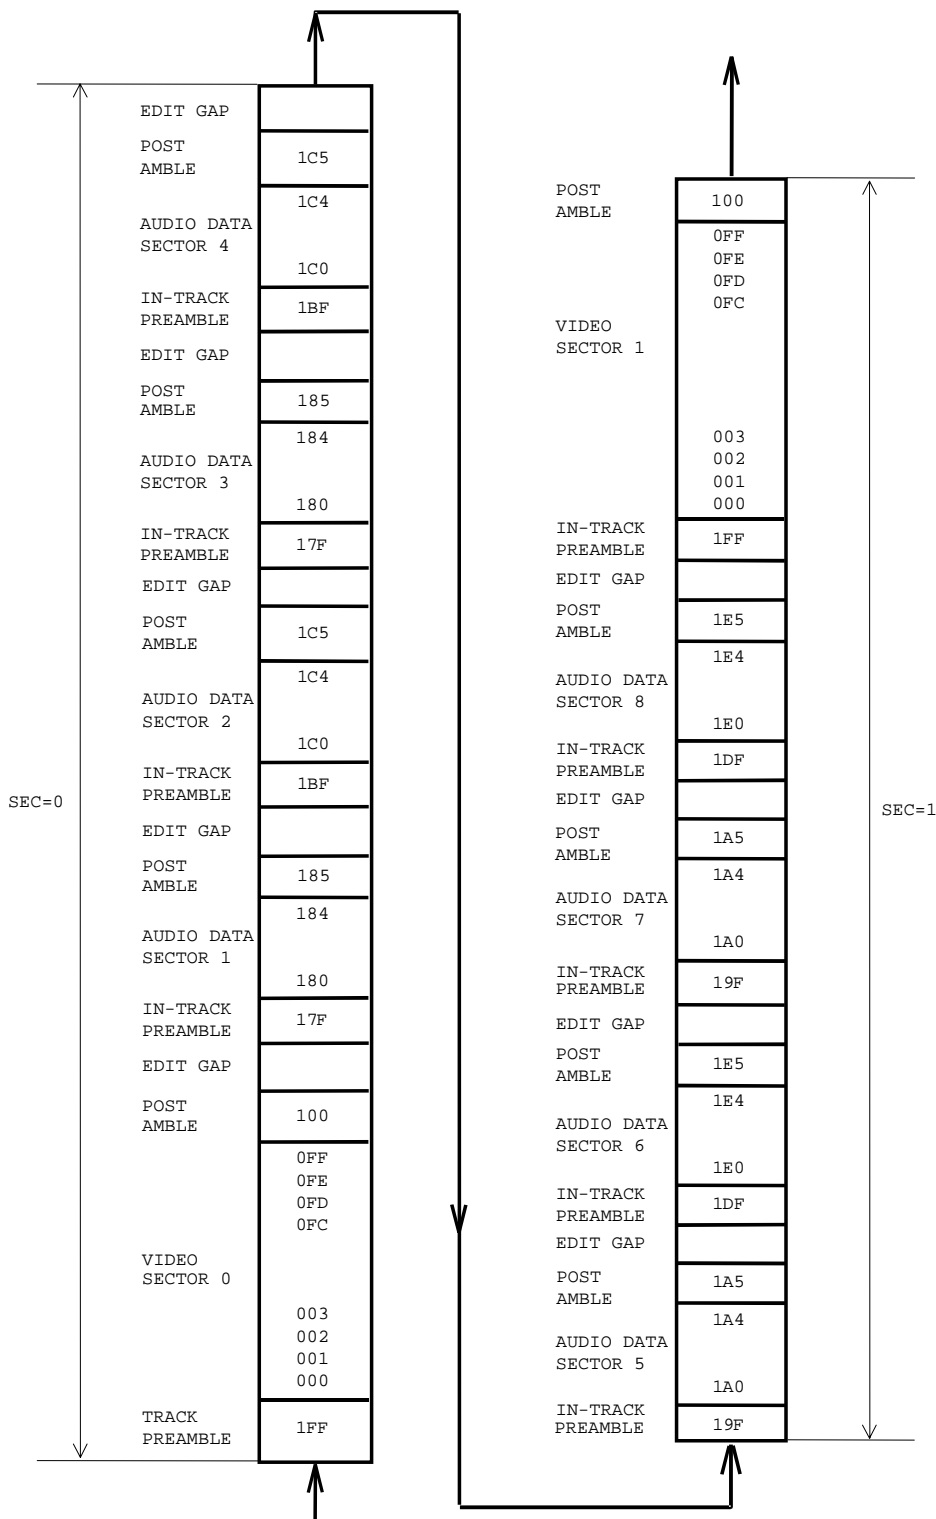 EDIT GAP
POST
AMBLE
1C5
1C4
AUDIO DATA
SECTOR 4
1C0
IN-TRACK
PREAMBLE
1BF
EDIT GAP
POST
AMBLE
185
184
AUDIO DATA
SECTOR 3
180
IN-TRACK
PREAMBLE
17F
EDIT GAP
POST
AMBLE
1C5
1C4
AUDIO DATA
SECTOR 2
1C0
IN-TRACK
PREAMBLE
1BF
SEC=0
EDIT GAP
POST
AMBLE
185
184
AUDIO DATA
SECTOR 1
180
IN-TRACK
PREAMBLE
17F
EDIT GAP
POST
AMBLE
100
0FF
0FE
0FD
0FC
VIDEO
SECTOR 0
003
002
001
000
TRACK
PREAMBLE
1FF
POST
AMBLE
100
0FF
0FE
0FD
0FC
VIDEO
SECTOR 1
003
002
001
000
IN-TRACK
PREAMBLE
1FF
EDIT GAP
POST
AMBLE
1E5
1E4
AUDIO DATA
SECTOR 8
1E0
IN-TRACK
PREAMBLE
1DF
EDIT GAP
SEC=1
POST
AMBLE
1A5
1A4
AUDIO DATA
SECTOR 7
1A0
IN-TRACK
PREAMBLE
19F
EDIT GAP
POST
AMBLE
1E5
1E4
AUDIO DATA
SECTOR 6
1E0
IN-TRACK
PREAMBLE
1DF
EDIT GAP
POST
AMBLE
1A5
1A4
AUDIO DATA
SECTOR 5
1A0
IN-TRACK
PREAMBLE
19F